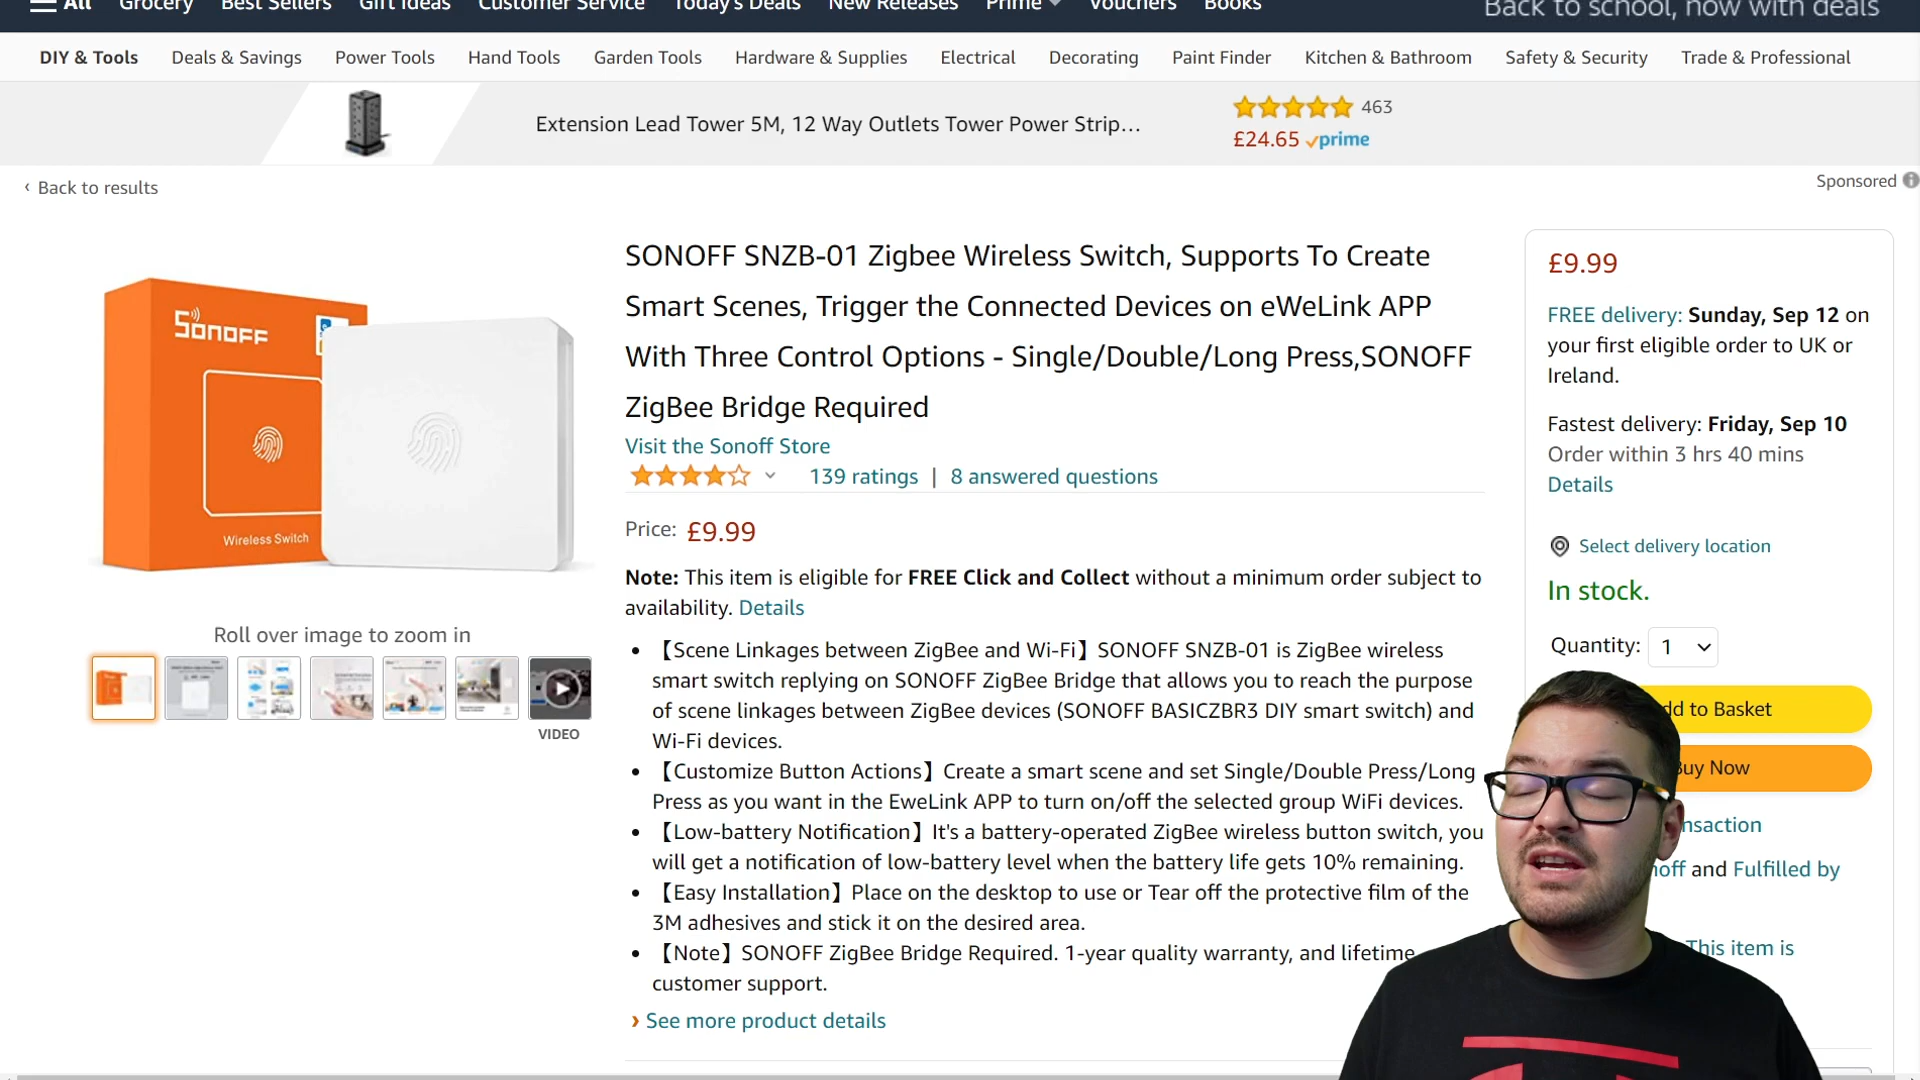 All Grocery Best Sellers Gift Ideas Customer Service Today's Deals New Releases Prime Vouchers Books Back to school, now with deals
DIY & Tools Deals & Savings Power Tools Hand Tools Garden Tools Hardware & Supplies Electrical Decorating Paint Finder Kitchen & Bathroom Safety & Security Trade & Professional
Extension Lead Tower 5M, 12 Way Outlets Tower Power Strip...
463
£24.65 prime
‹ Back to results
Sponsored
SONOFF
Wireless Switch
Roll over image to zoom in
VIDEO
SONOFF SNZB-01 Zigbee Wireless Switch, Supports To Create
Smart Scenes, Trigger the Connected Devices on eWeLink APP
With Three Control Options - Single/Double/Long Press,SONOFF
ZigBee Bridge Required
Visit the Sonoff Store
139 ratings | 8 answered questions
Price: £9.99
Note: This item is eligible for FREE Click and Collect without a minimum order subject to
availability. Details
• 【Scene Linkages between ZigBee and Wi-Fi】SONOFF SNZB-01 is ZigBee wireless
smart switch replying on SONOFF ZigBee Bridge that allows you to reach the purpose
of scene linkages between ZigBee devices (SONOFF BASICZBR3 DIY smart switch) and
Wi-Fi devices.
• 【Customize Button Actions】Create a smart scene and set Single/Double Press/Long
Press as you want in the EweLink APP to turn on/off the selected group WiFi devices.
• 【Low-battery Notification】It's a battery-operated ZigBee wireless button switch, you
will get a notification of low-battery level when the battery life gets 10% remaining.
• 【Easy Installation】Place on the desktop to use or Tear off the protective film of the
3M adhesives and stick it on the desired area.
• 【Note】SONOFF ZigBee Bridge Required. 1-year quality warranty, and lifetime
customer support.
› See more product details
£9.99
FREE delivery: Sunday, Sep 12 on
your first eligible order to UK or
Ireland.
Fastest delivery: Friday, Sep 10
Order within 3 hrs 40 mins
Details
Select delivery location
In stock.
Quantity: 1
dd to Basket
Buy Now
nsaction
noff and Fulfilled by
This item is